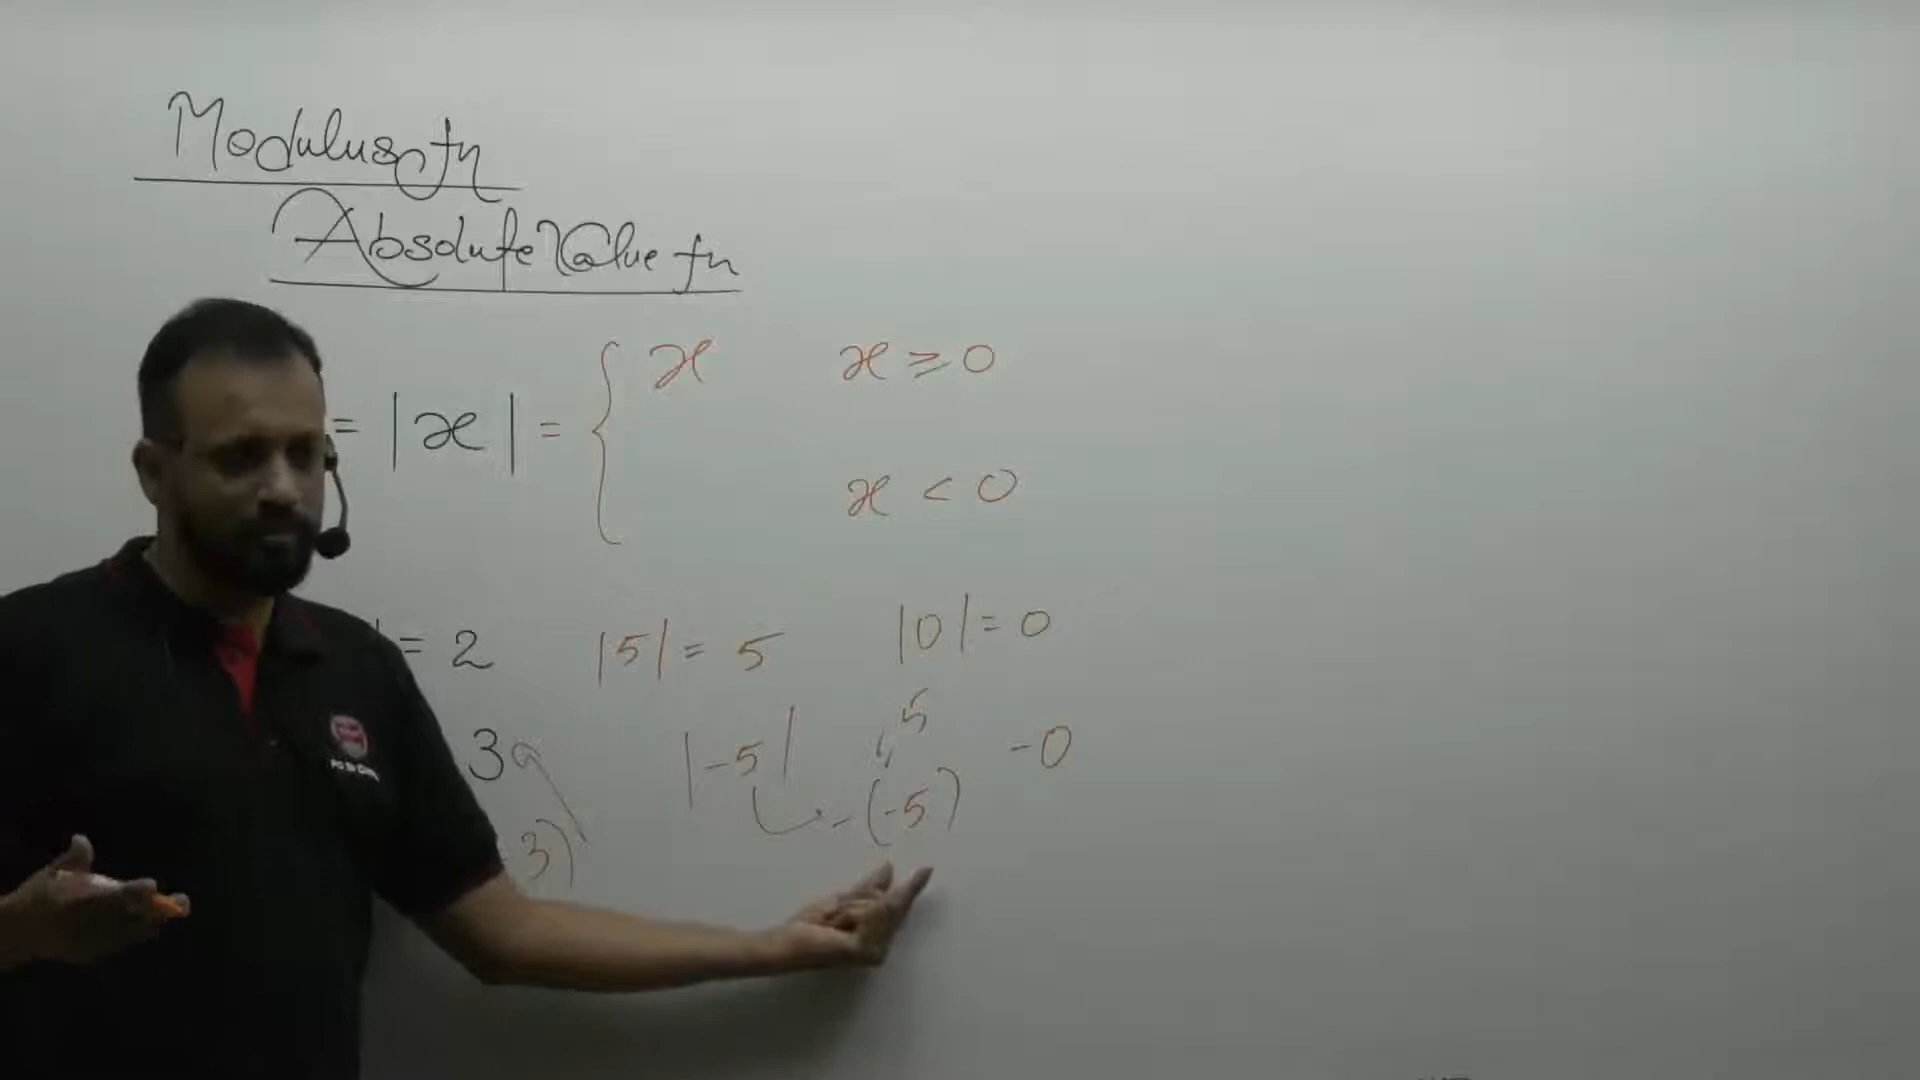 Modulus fn
Absolute Value fn
= |x| = { x x ≥ 0
x < 0
| = 2 |5| = 5 |0| = 0
3 |-5| 5 -0
3) -(-5)